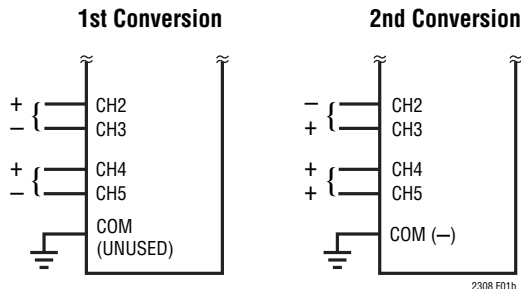 1st Conversion
+ { CH2
– CH3
+ { CH4
– CH5
COM
(UNUSED)
2nd Conversion
– { CH2
+ CH3
+ { CH4
+ CH5
COM (–)
2308 F01b